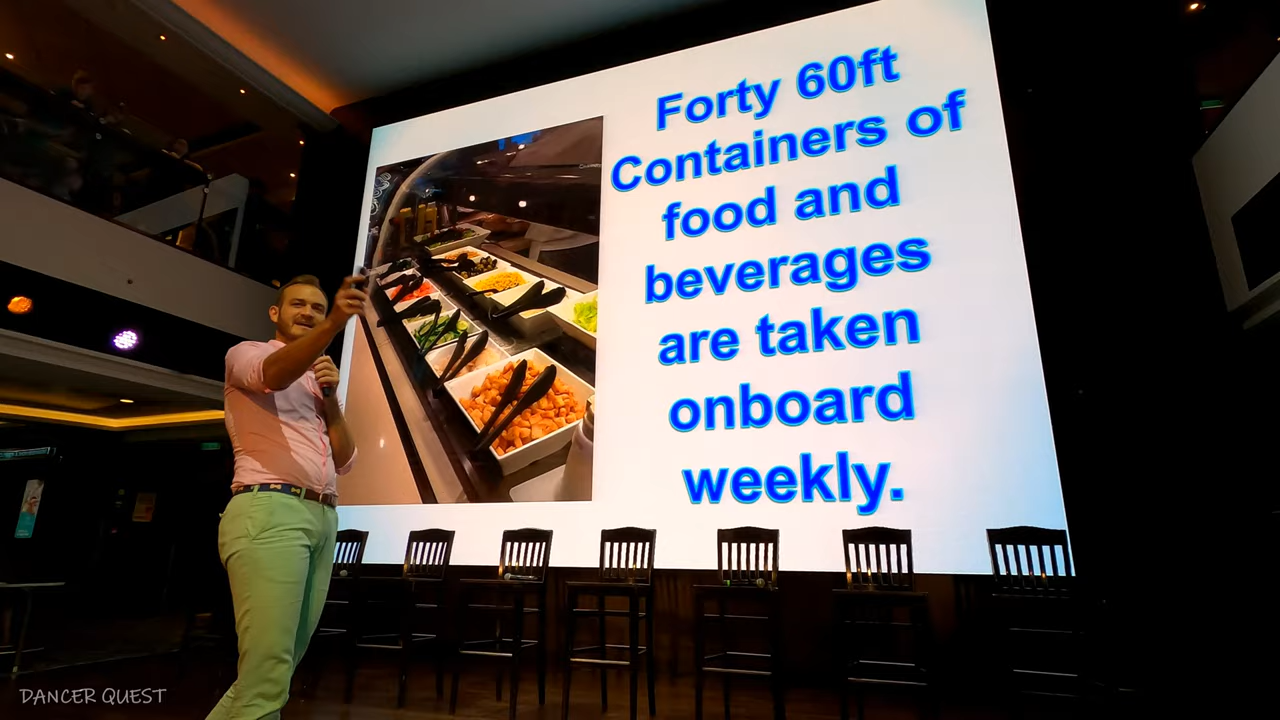 Forty 60ft
Containers of
food and
beverages
are taken
onboard
weekly.
DANCER QUEST